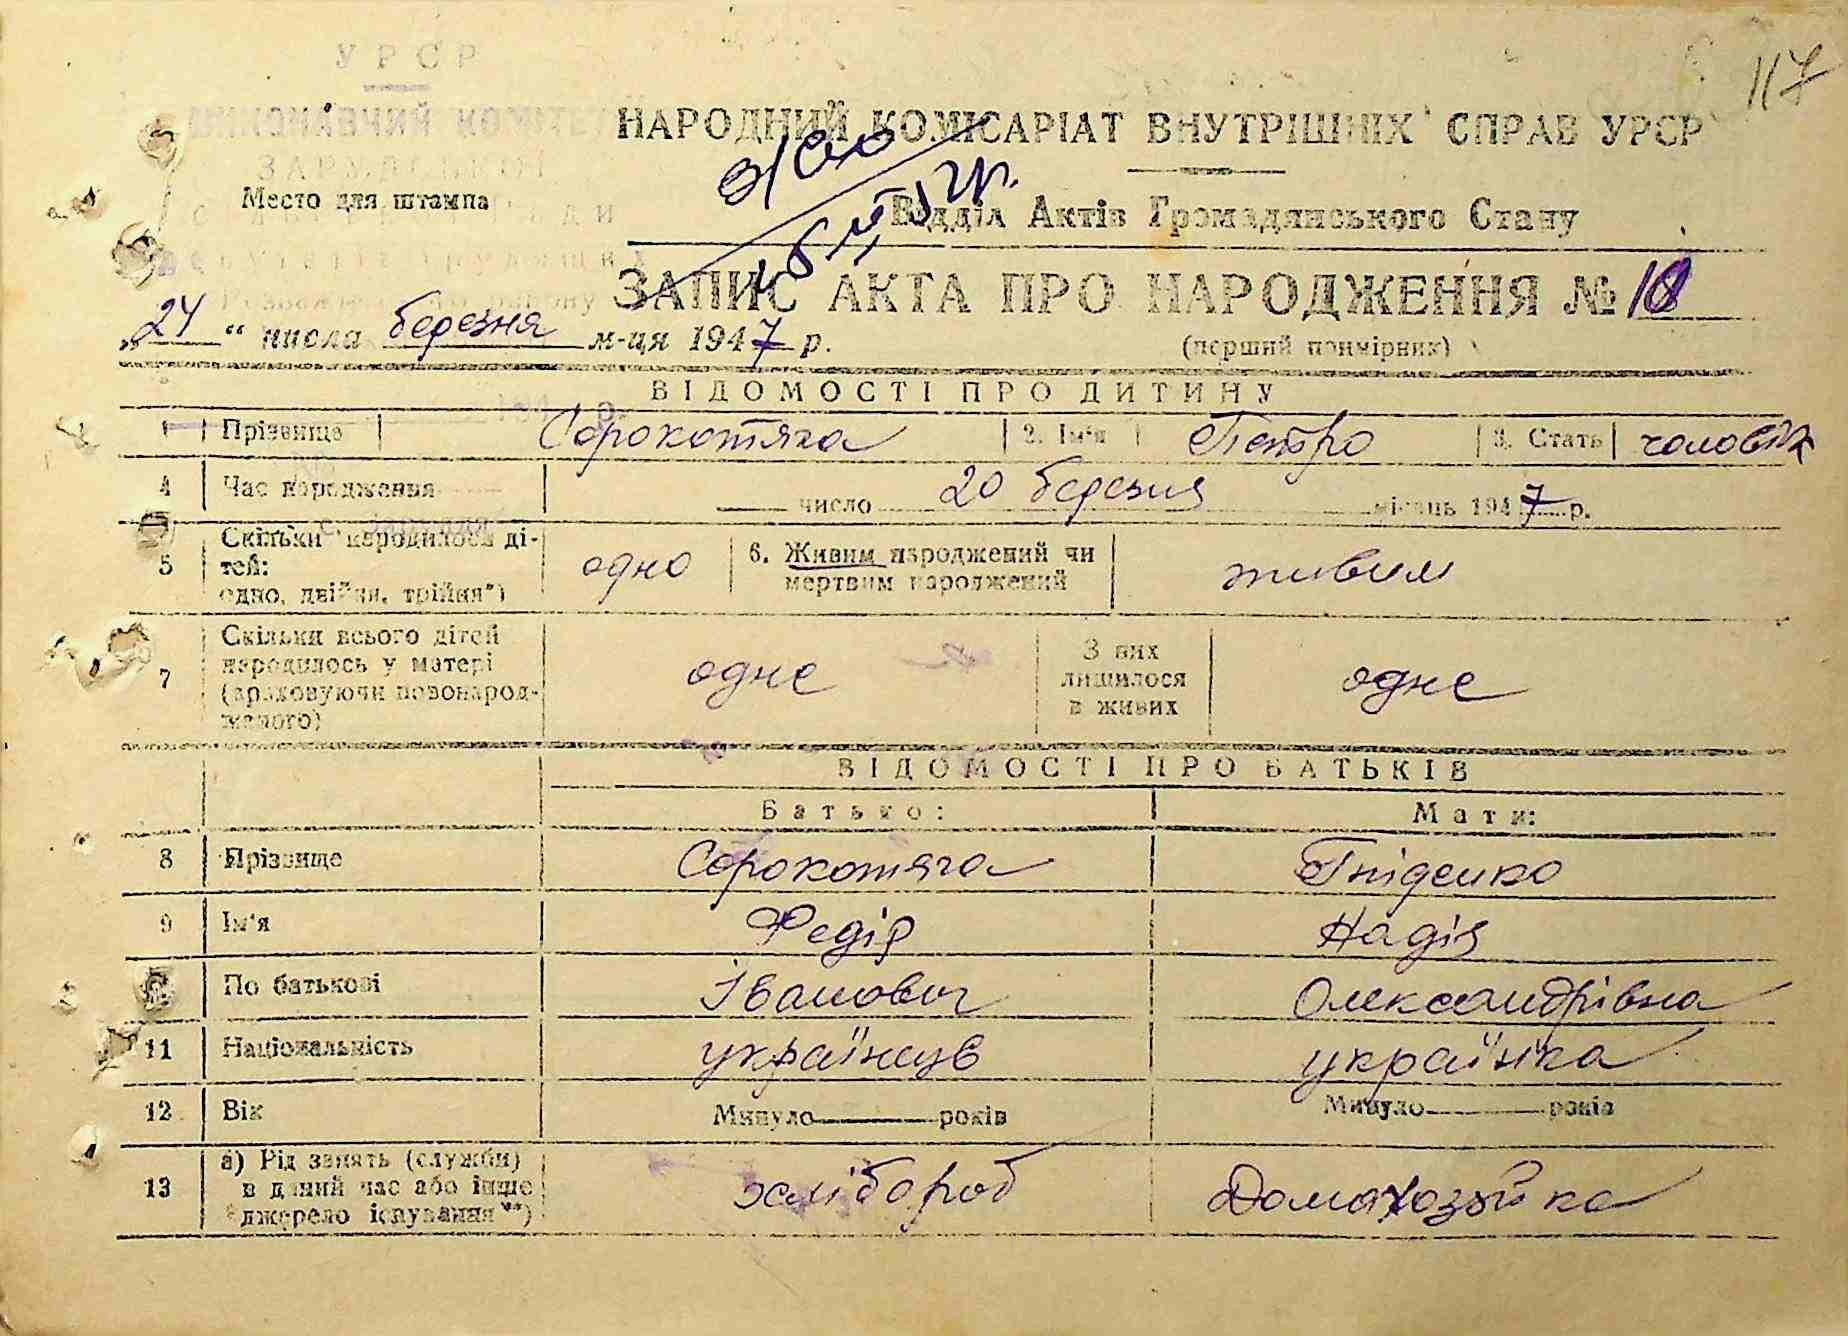 УРСР
117
НАРОДНИЙ КОМІСАРІАТ ВНУТРІШНІХ СПРАВ УРСР
Место для штампа
Відділ Актів Громадянського Стану
ЗАПИС АКТА ПРО НАРОДЖЕННЯ № 10
„24“ числа березня м-ця 1947 р.
(перший примірник)
ВІДОМОСТІ ПРО ДИТИНУ
1 Прізвище Сорокотяга 2. Ім'я Петро 3. Стать чоловік
4 Час народження число 20 березня місяць 1947 р.
5 Скільки народилося дітей: одно, двійня, трійня*) одно 6. Живим народжений чи мертвим народжений живим
7 Скільки всього дітей народилось у матері (враховуючи новонародженого) одне З них лишилося в живих одне
ВІДОМОСТІ ПРО БАТЬКІВ
Батько: Мати:
8 Прізвище Сорокотяга Гніденко
9 Ім'я Федір Надія
По батькові Іванович Олександрівна
11 Національність українець українка
12 Вік Минуло років Минуло років
13 а) Рід занять (служби) в даний час або інше джерело існування**) хлібороб Домахозяйка